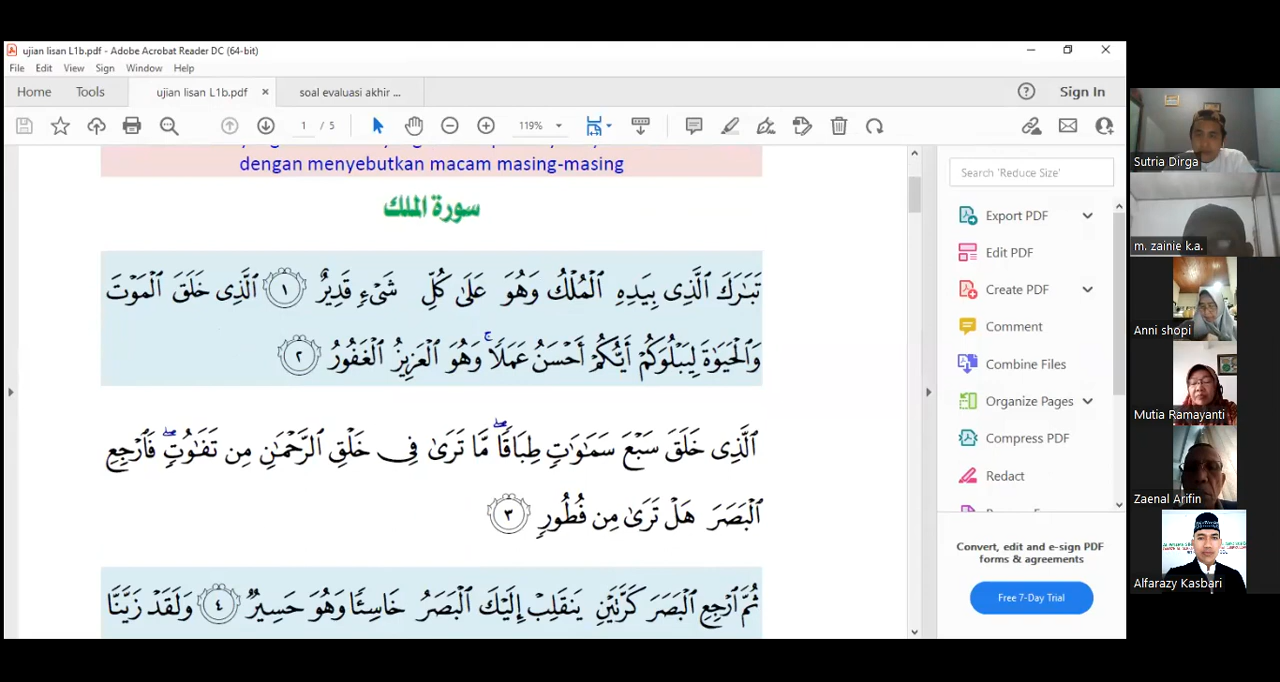 ujian lisan L1b.pdf - Adobe Acrobat Reader DC (64-bit)
File Edit View Sign Window Help
Home Tools ujian lisan L1b.pdf × soal evaluasi akhir ... Sign In
1 / 5 119%
dengan menyebutkan macam masing-masing
سورة الملك
تَبَٰرَكَ ٱلَّذِى بِيَدِهِ ٱلْمُلْكُ وَهُوَ عَلَىٰ كُلِّ شَىْءٍ قَدِيرٌ ١ ٱلَّذِى خَلَقَ ٱلْمَوْتَ
وَٱلْحَيَوٰةَ لِيَبْلُوَكُمْ أَيُّكُمْ أَحْسَنُ عَمَلًا ۚ وَهُوَ ٱلْعَزِيزُ ٱلْغَفُورُ ٢
ٱلَّذِى خَلَقَ سَبْعَ سَمَٰوَٰتٍ طِبَاقًا ۖ مَّا تَرَىٰ فِى خَلْقِ ٱلرَّحْمَٰنِ مِن تَفَٰوُتٍ ۖ فَٱرْجِعِ
ٱلْبَصَرَ هَلْ تَرَىٰ مِن فُطُورٍ ٣
ثُمَّ ٱرْجِعِ ٱلْبَصَرَ كَرَّتَيْنِ يَنقَلِبْ إِلَيْكَ ٱلْبَصَرُ خَاسِئًا وَهُوَ حَسِيرٌ ٤ وَلَقَدْ زَيَّنَّا
Search 'Reduce Size'
Export PDF
Edit PDF
Create PDF
Comment
Combine Files
Organize Pages
Compress PDF
Redact
Convert, edit and e-sign PDF
forms & agreements
Free 7-Day Trial
Sutria Dirga
m. zainie k.a.
Anni shopi
Mutia Ramayanti
Zaenal Arifin
Alfarazy Kasbari